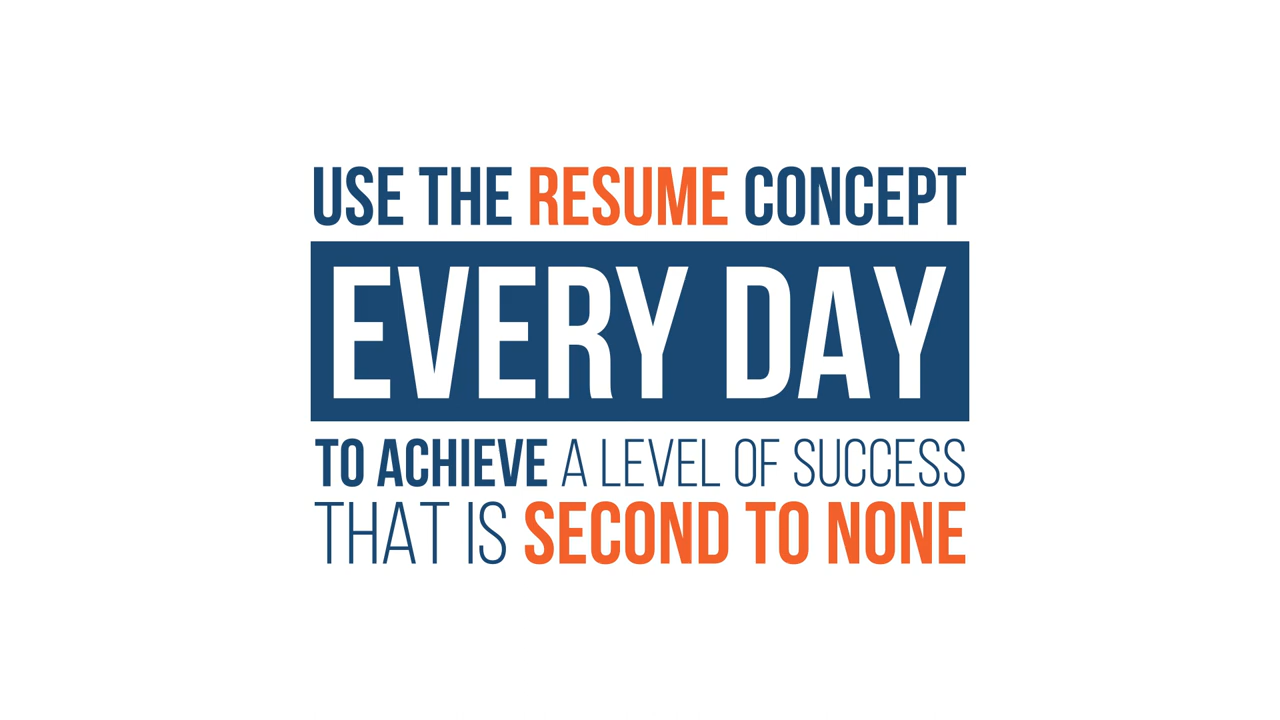 USE THE RESUME CONCEPT
EVERY DAY
TO ACHIEVE A LEVEL OF SUCCESS
THAT IS SECOND TO NONE